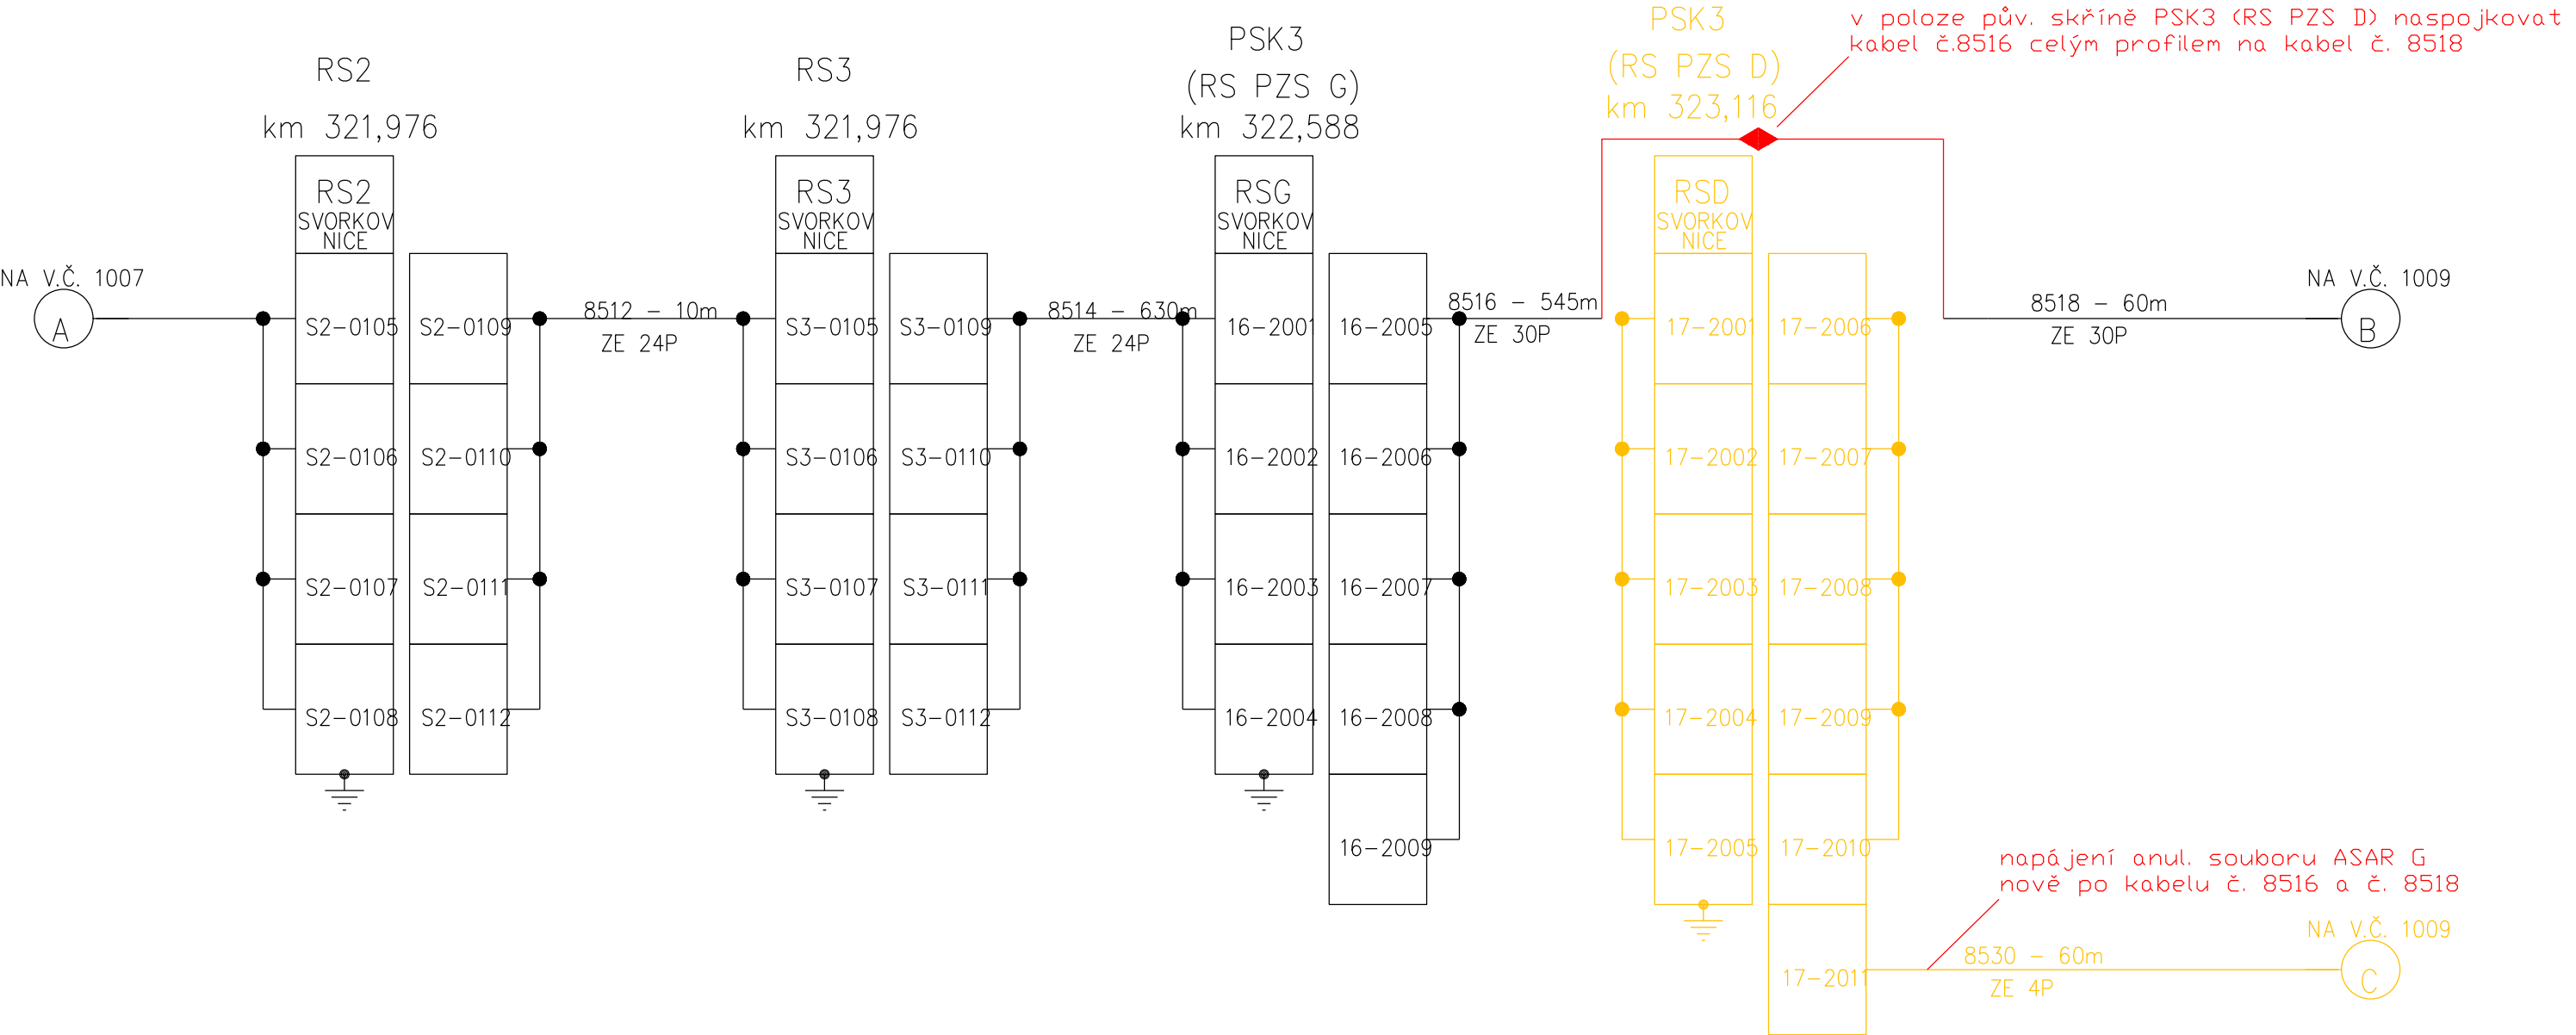 RS2
km 321,976
RS2
SVORKOV
NICE
RS3
km 321,976
RS3
SVORKOV
NICE
PSK3
(RS PZS G)
km 322,588
RSG
SVORKOV
NICE
PSK3
(RS PZS D)
km 323,116
RSD
SVORKOV
NICE
v poloze pův. skříně PSK3 (RS PZS D) naspojkovat
kabel č.8516 celým profilem na kabel č. 8518
NA V.Č. 1007
A
S2-0105
S2-0106
S2-0107
S2-0108
S2-0109
S2-0110
S2-0111
S2-0112
8512 - 10m
ZE 24P
S3-0105
S3-0106
S3-0107
S3-0108
S3-0109
S3-0110
S3-0111
S3-0112
8514 - 630m
ZE 24P
16-2001
16-2002
16-2003
16-2004
16-2005
16-2006
16-2007
16-2008
16-2009
8516 - 545m
ZE 30P
17-2001
17-2002
17-2003
17-2004
17-2005
17-2006
17-2007
17-2008
17-2009
17-2010
17-2011
8518 - 60m
ZE 30P
NA V.Č. 1009
B
napájení anul. souboru ASAR G
nově po kabelu č. 8516 a č. 8518
8530 - 60m
ZE 4P
NA V.Č. 1009
C